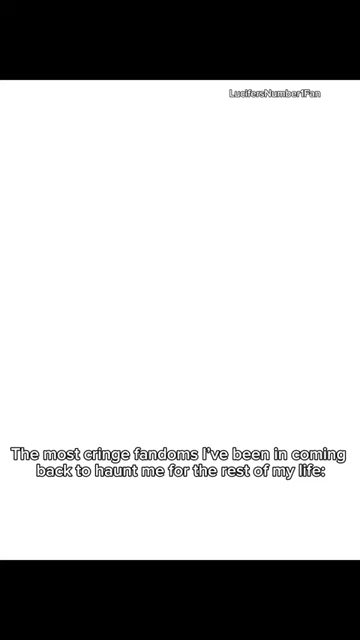 LucifersNumber1Fan
The most cringe fandoms I've been in coming
back to haunt me for the rest of my life: